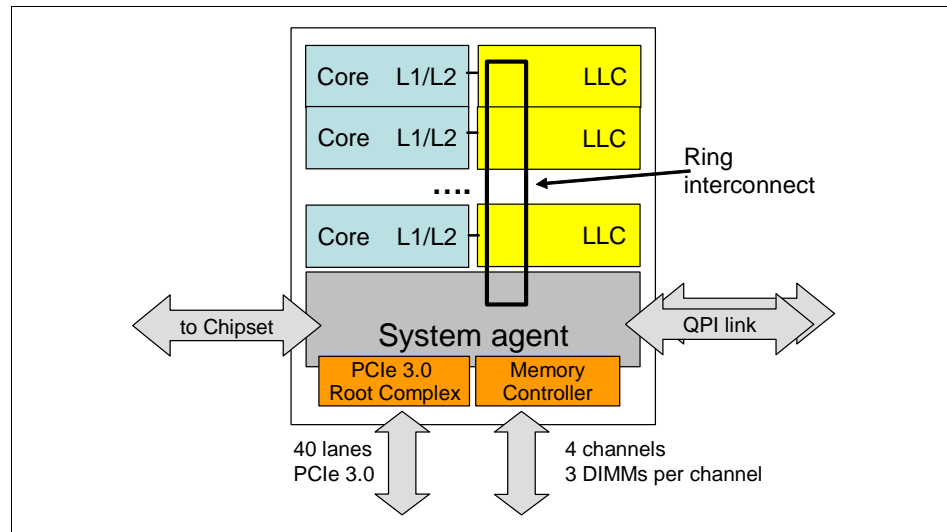 Core L1/L2 LLC
Core L1/L2 LLC
Ring
interconnect
....
Core L1/L2 LLC
to Chipset
System agent
QPI link
PCIe 3.0
Root Complex
Memory
Controller
40 lanes
PCIe 3.0
4 channels
3 DIMMs per channel